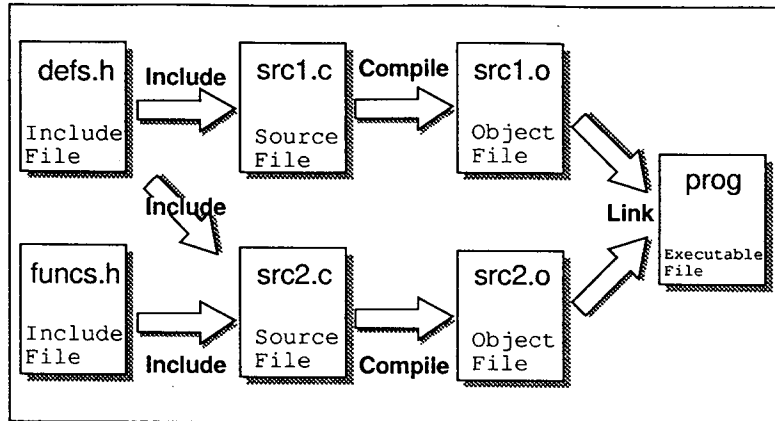 defs.h
Include
File
Include
src1.c
Source
File
Compile
src1.o
Object
File
Include
Link
prog
Executable
File
funcs.h
Include
File
Include
src2.c
Source
File
Compile
src2.o
Object
File